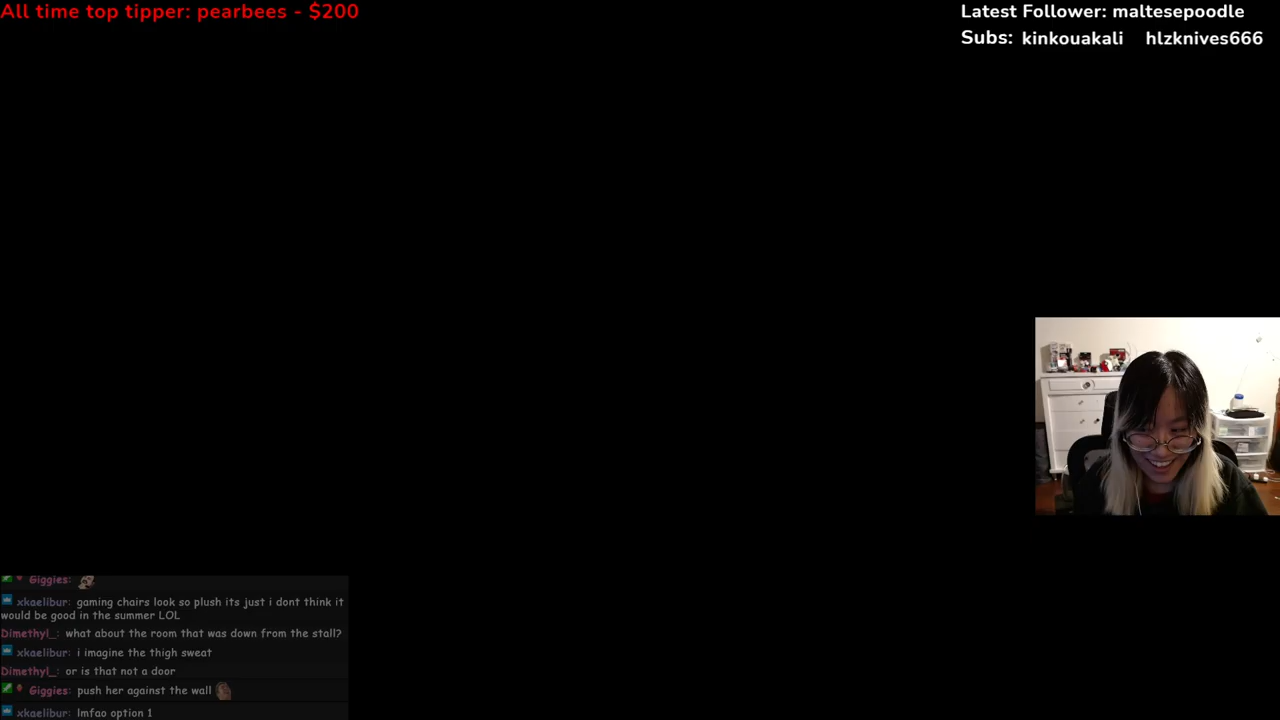 All time top tipper: pearbees - $200
Latest Follower: maltesepoodle
Subs: kinkouakali hlzknives666
Giggies:
xkaelibur: gaming chairs look so plush its just i dont think it
would be good in the summer LOL
Dimethyl_: what about the room that was down from the stall?
xkaelibur: i imagine the thigh sweat
Dimethyl_: or is that not a door
Giggies: push her against the wall
xkaelibur: lmfao option 1